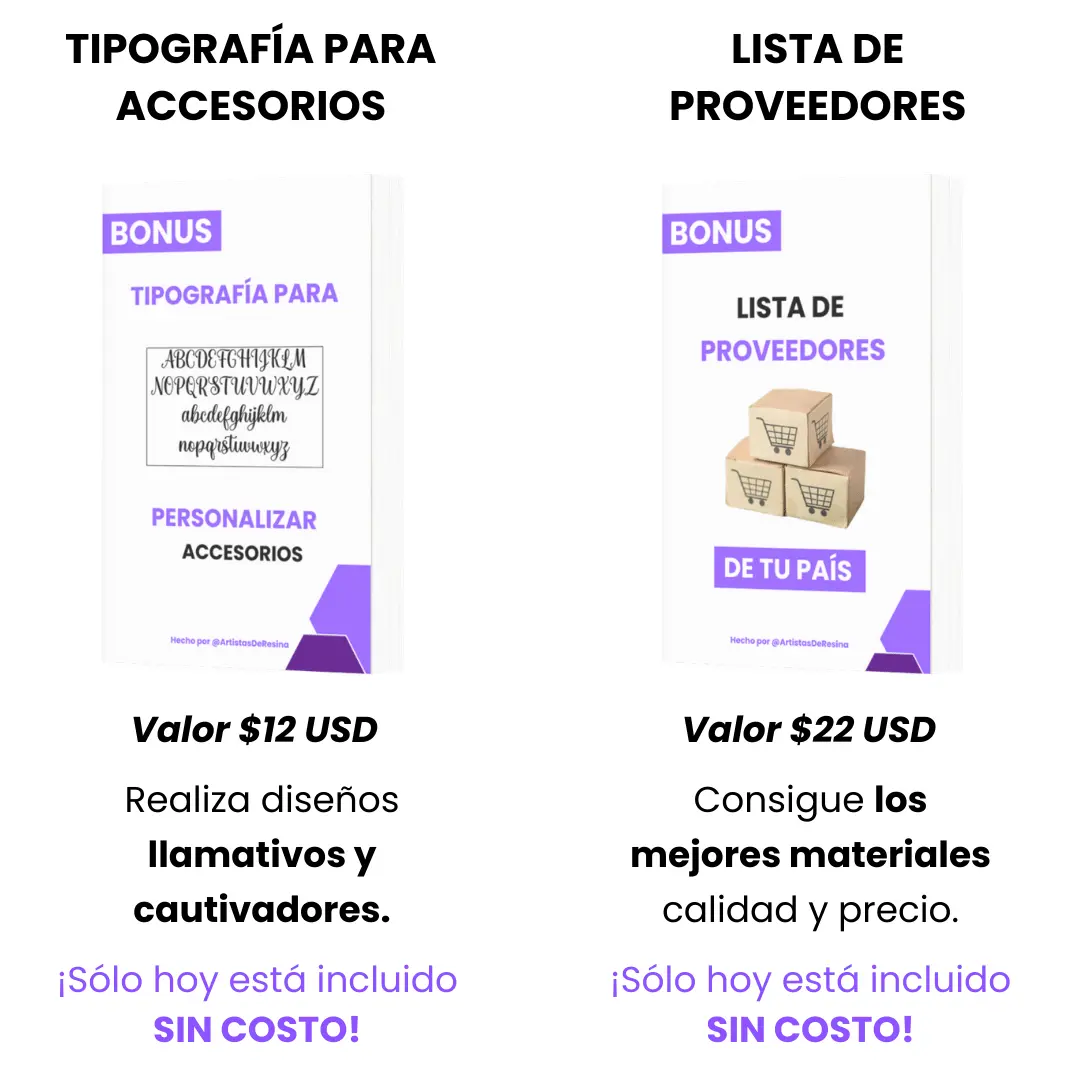 TIPOGRAFÍA PARA
ACCESORIOS
BONUS
TIPOGRAFÍA PARA
ABCDEFGHIJKLM
NOPQRSTUVWXYZ
abcdefghijklm
nopqrstuvwxyz
PERSONALIZAR
ACCESORIOS
Hecho por @ArtistasDeResina
Valor $12 USD
Realiza diseños
llamativos y
cautivadores.
¡Sólo hoy está incluido
SIN COSTO!
LISTA DE
PROVEEDORES
BONUS
LISTA DE
PROVEEDORES
DE TU PAÍS
Hecho por @ArtistasDeResina
Valor $22 USD
Consigue los
mejores materiales
calidad y precio.
¡Sólo hoy está incluido
SIN COSTO!